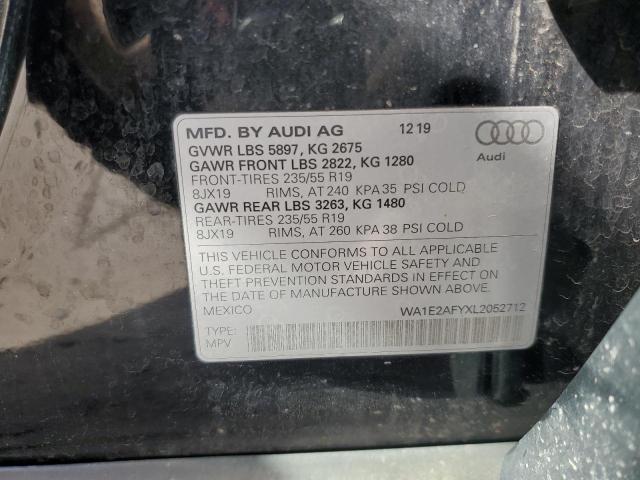 MFD. BY AUDI AG 12 19
GVWR LBS 5897, KG 2675
GAWR FRONT LBS 2822, KG 1280
FRONT-TIRES 235/55 R19
8JX19 RIMS, AT 240 KPA 35 PSI COLD
GAWR REAR LBS 3263, KG 1480
REAR-TIRES 235/55 R19
8JX19 RIMS, AT 260 KPA 38 PSI COLD
Audi
THIS VEHICLE CONFORMS TO ALL APPLICABLE
U.S. FEDERAL MOTOR VEHICLE SAFETY AND
THEFT PREVENTION STANDARDS IN EFFECT ON
THE DATE OF MANUFACTURE SHOWN ABOVE.
MEXICO WA1E2AFYXL2052712
TYPE:
MPV